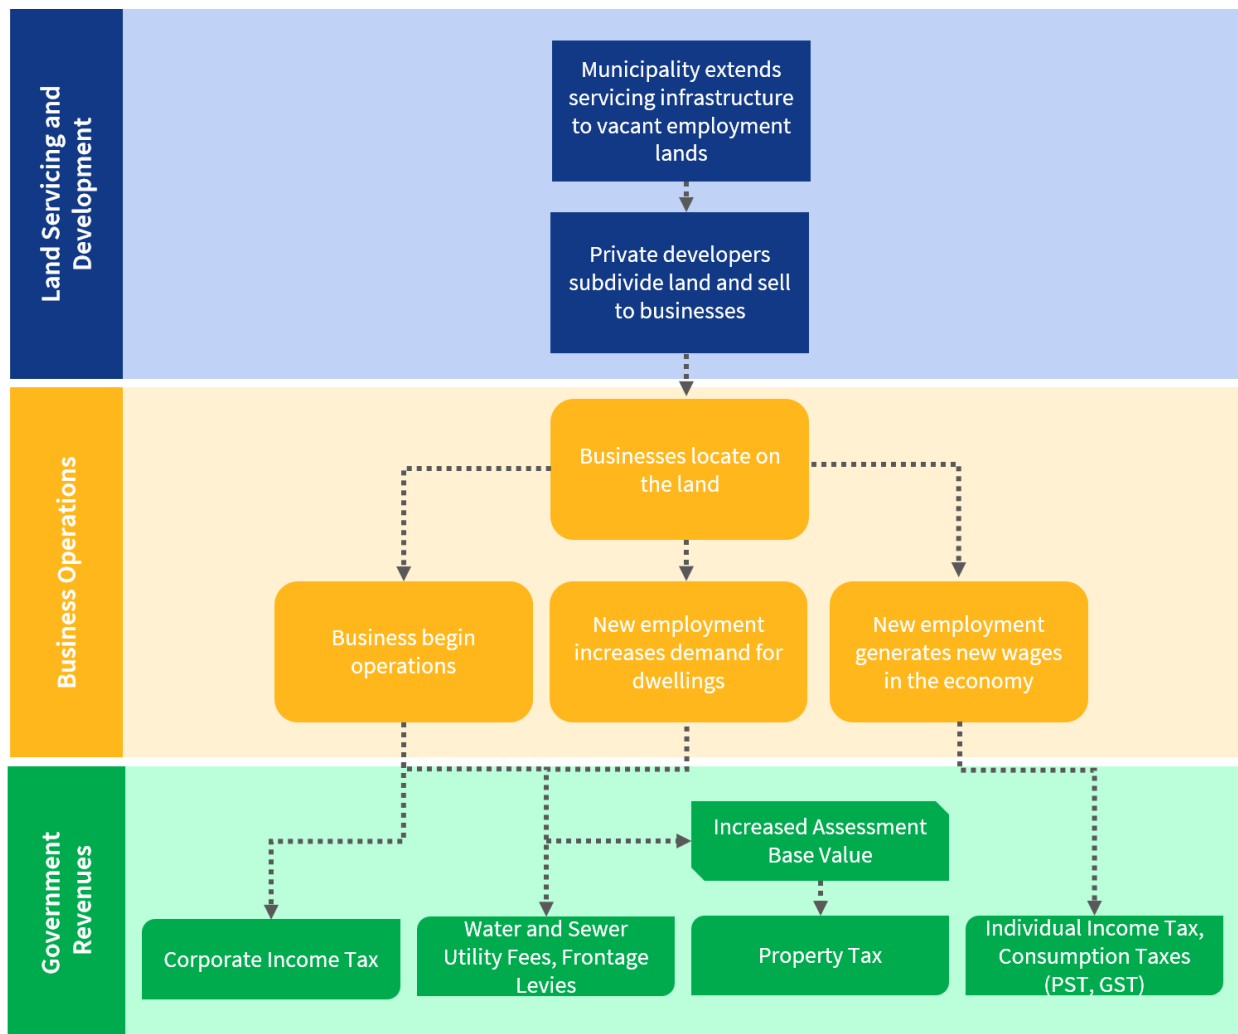 Land Servicing and
Development
Municipality extends
servicing infrastructure
to vacant employment
lands
Private developers
subdivide land and sell
to businesses
Business Operations
Businesses locate on
the land
Business begin
operations
New employment
increases demand for
dwellings
New employment
generates new wages
in the economy
Government
Revenues
Increased Assessment
Base Value
Corporate Income Tax
Water and Sewer
Utility Fees, Frontage
Levies
Property Tax
Individual Income Tax,
Consumption Taxes
(PST, GST)